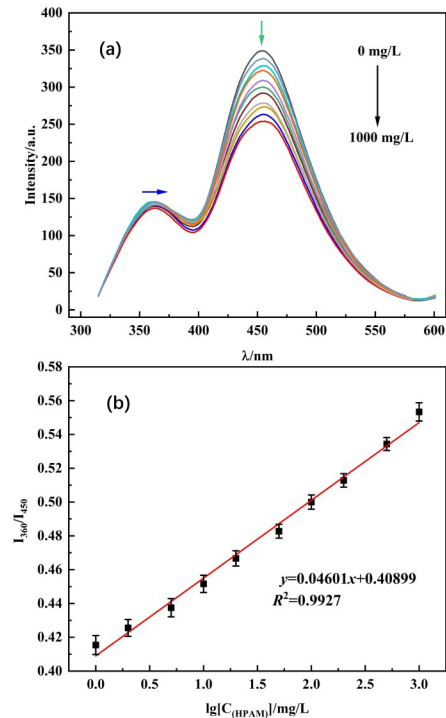 (a)
0 mg/L
1000 mg/L
400
350
300
250
200
150
100
50
0
Intensity/a.u.
300 350 400 450 500 550 600
λ/nm
(b)
0.58
0.56
0.54
0.52
0.50
0.48
0.46
0.44
0.42
0.40
I₃₆₀/I₄₅₀
y=0.04601x+0.40899
R²=0.9927
0.0 0.5 1.0 1.5 2.0 2.5 3.0
lg[C₍HPAM₎]/mg/L